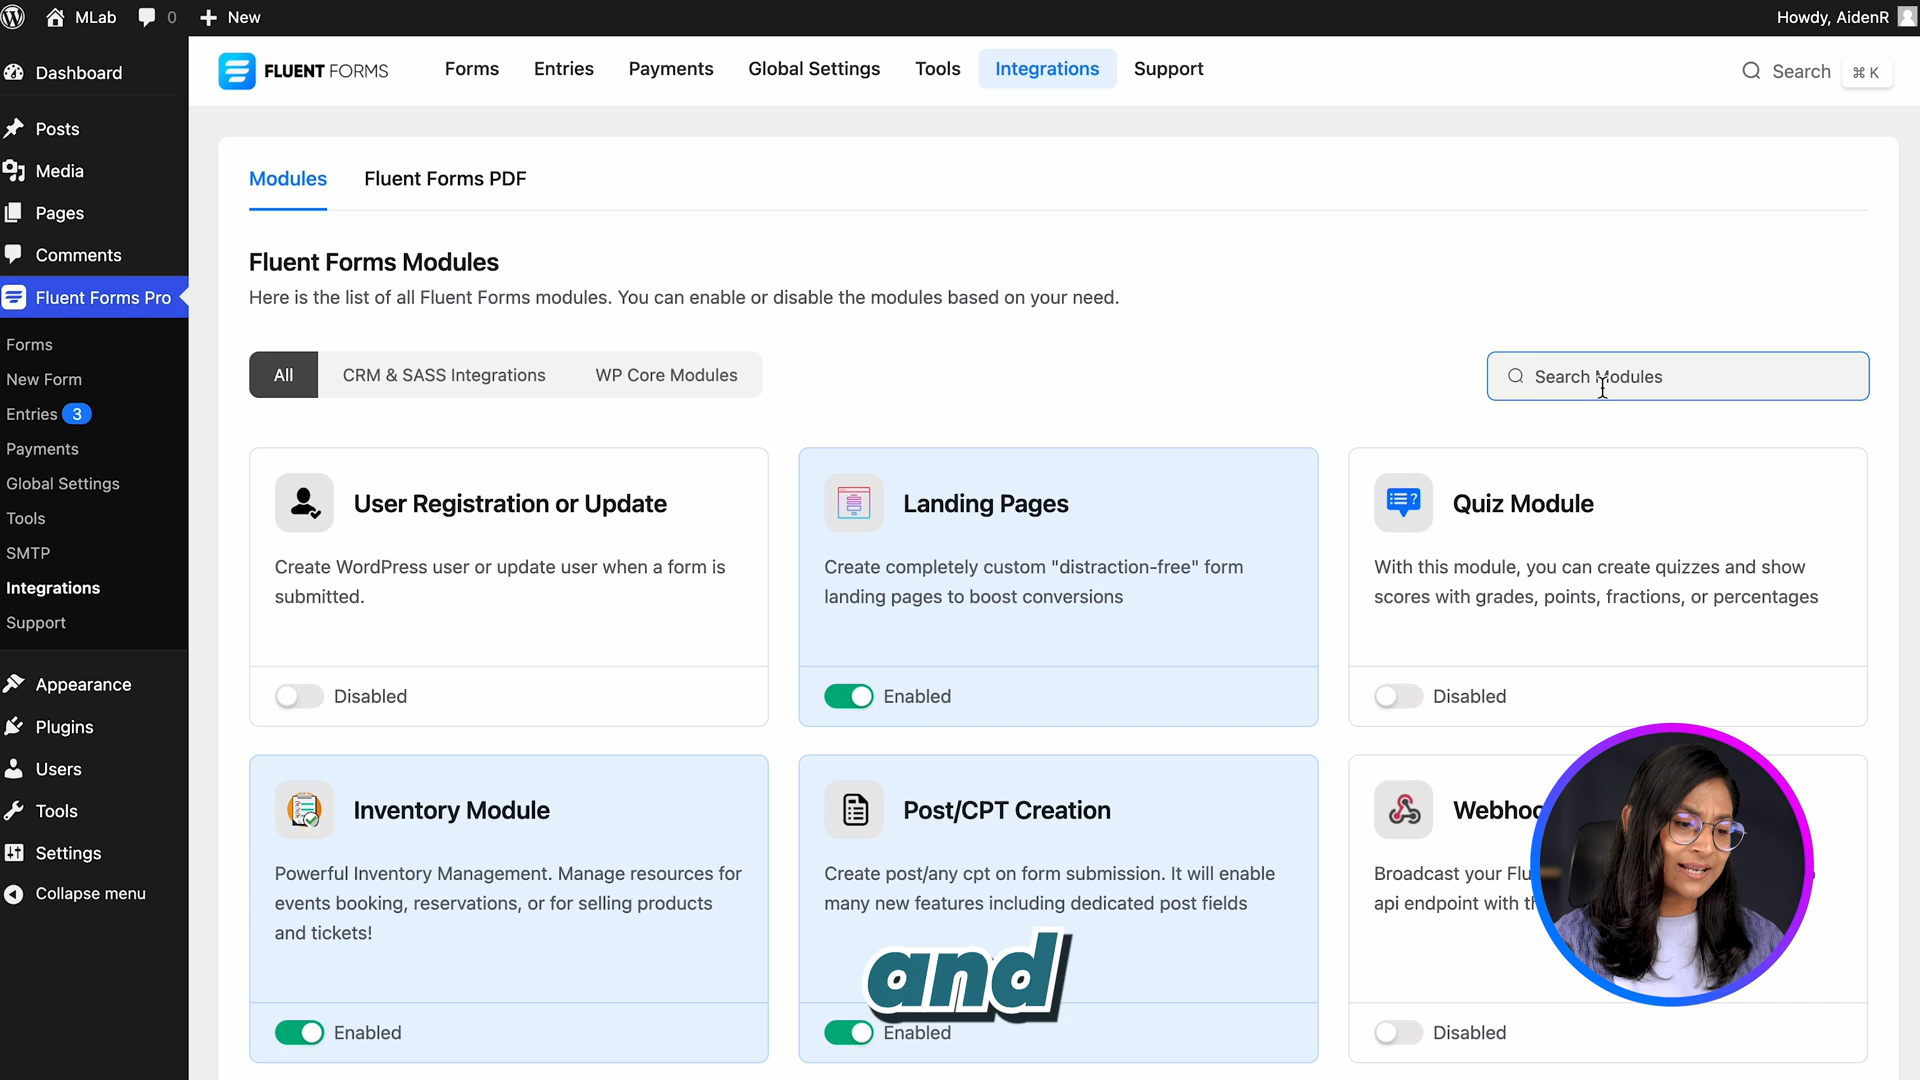 MLab
0
New
Howdy, AidenR
Dashboard
Posts
Media
Pages
Comments
Fluent Forms Pro
Forms
New Form
Entries 3
Payments
Global Settings
Tools
SMTP
Integrations
Support
Appearance
Plugins
Users
Tools
Settings
Collapse menu
FLUENT FORMS
Forms
Entries
Payments
Global Settings
Tools
Integrations
Support
Search
⌘ K
Modules
Fluent Forms PDF
Fluent Forms Modules
Here is the list of all Fluent Forms modules. You can enable or disable the modules based on your need.
All
CRM & SASS Integrations
WP Core Modules
Search Modules
User Registration or Update
Create WordPress user or update user when a form is
submitted.
Disabled
Landing Pages
Create completely custom "distraction-free" form
landing pages to boost conversions
Enabled
Quiz Module
With this module, you can create quizzes and show
scores with grades, points, fractions, or percentages
Disabled
Inventory Module
Powerful Inventory Management. Manage resources for
events booking, reservations, or for selling products
and tickets!
Enabled
Post/CPT Creation
Create post/any cpt on form submission. It will enable
many new features including dedicated post fields
and
Enabled
Broadcast your
api endpoint with
Disabled